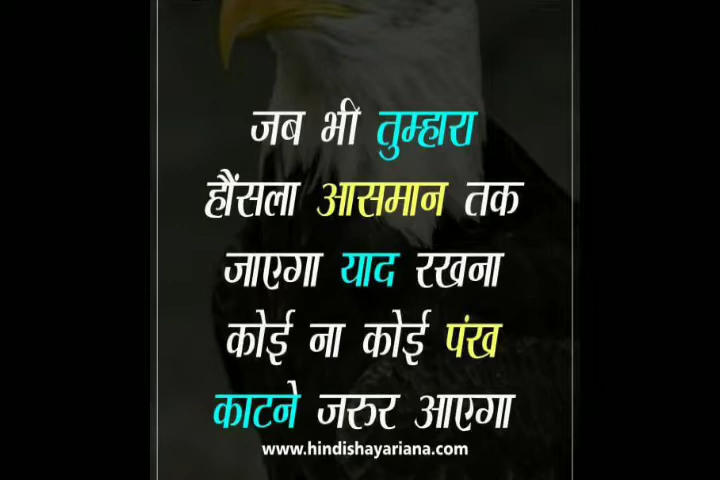 जब भी तुम्हारा
हौंसला आसमान तक
जाएगा याद रखना
कोई ना कोई पंख
काटने जरुर आएगा
www.hindishayariana.com